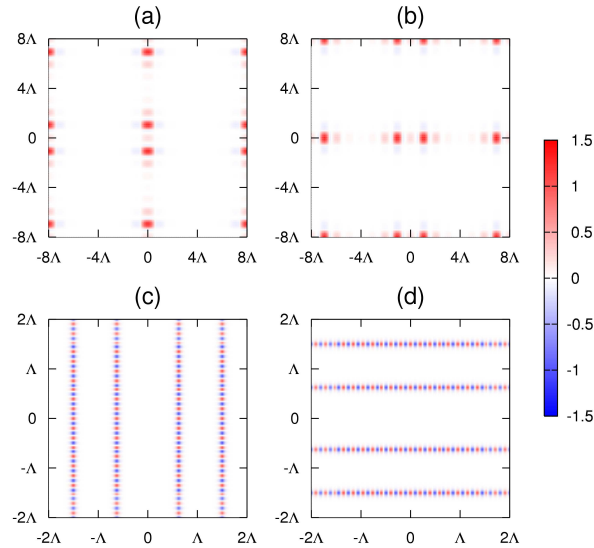 (a) (b)
8Λ 8Λ
4Λ 4Λ
0 0
-4Λ -4Λ
-8Λ -8Λ
-8Λ -4Λ 0 4Λ 8Λ -8Λ -4Λ 0 4Λ 8Λ
1.5
1
0.5
0
-0.5
-1
-1.5
(c) (d)
2Λ 2Λ
Λ Λ
0 0
-Λ -Λ
-2Λ -2Λ
-2Λ -Λ 0 Λ 2Λ -2Λ -Λ 0 Λ 2Λ